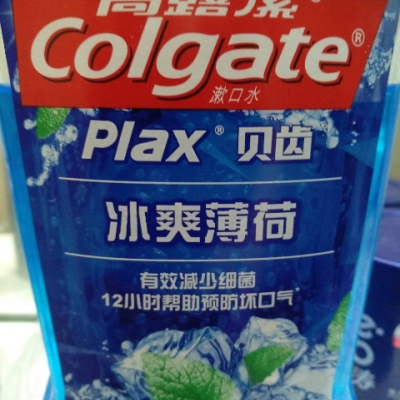 高露洁®
Colgate®
漱口水
Plax® 贝齿
冰爽薄荷
有效减少细菌
12小时帮助预防坏口气*